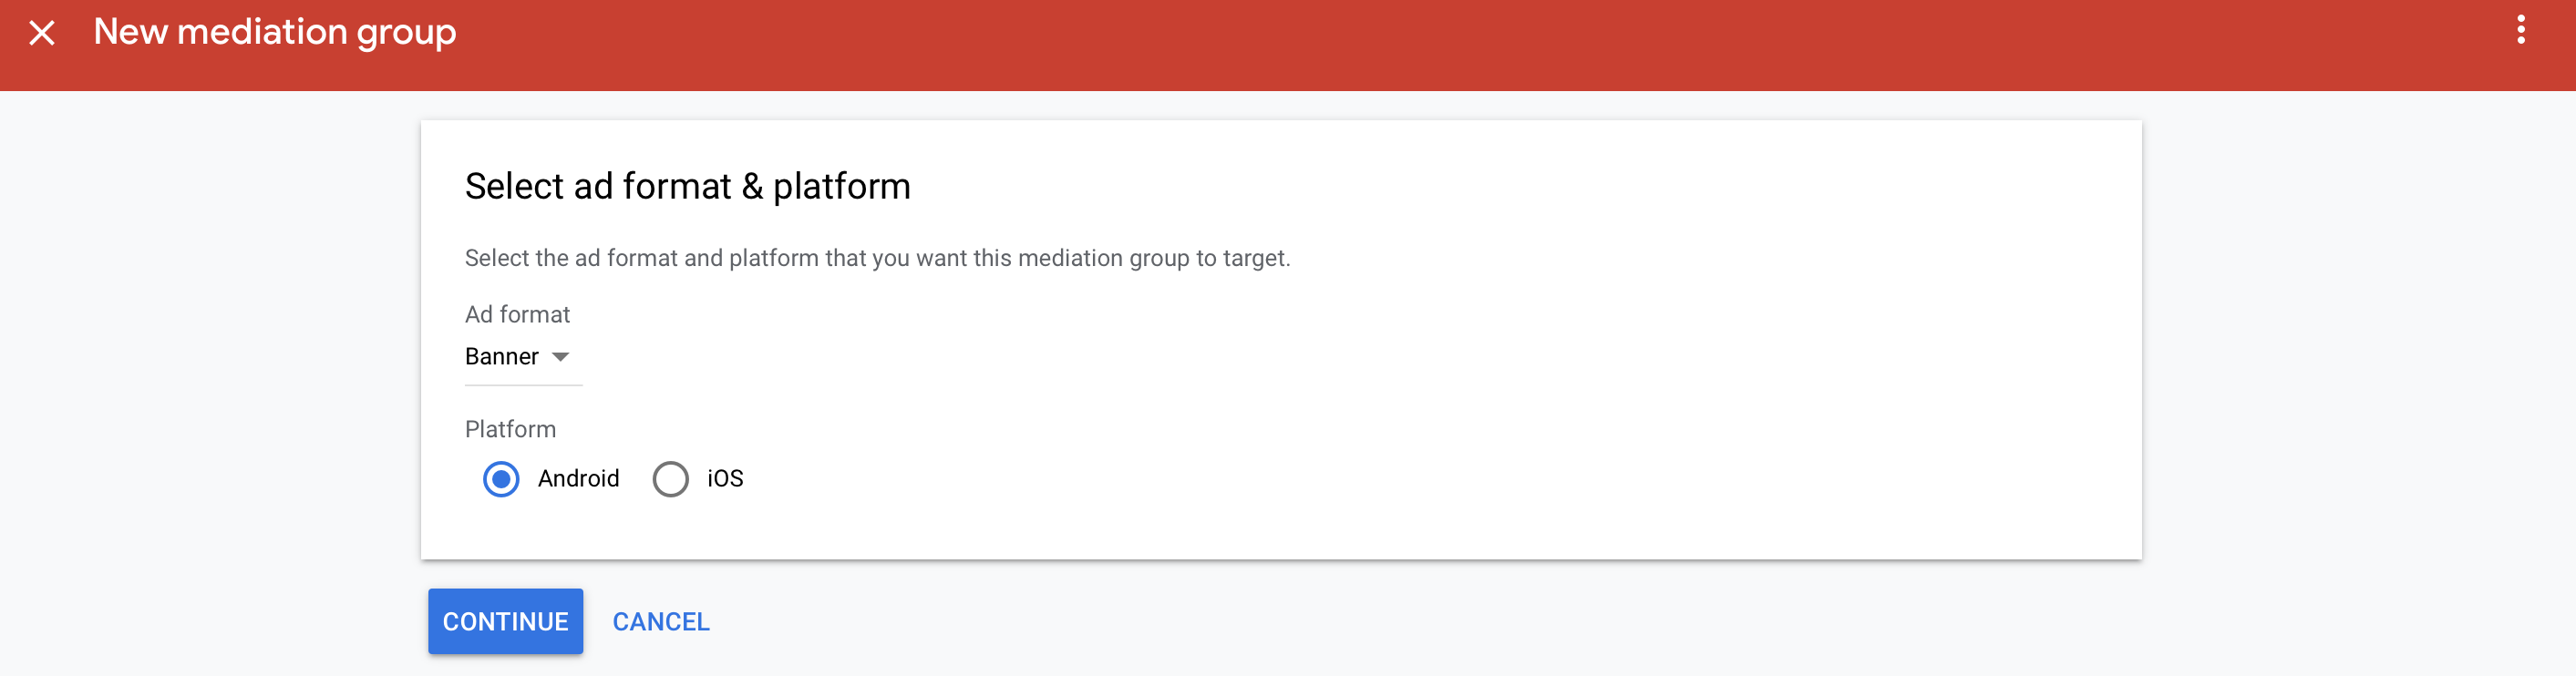 New mediation group
Select ad format & platform
Select the ad format and platform that you want this mediation group to target.
Ad format
Banner
Platform
Android iOS
CONTINUE CANCEL